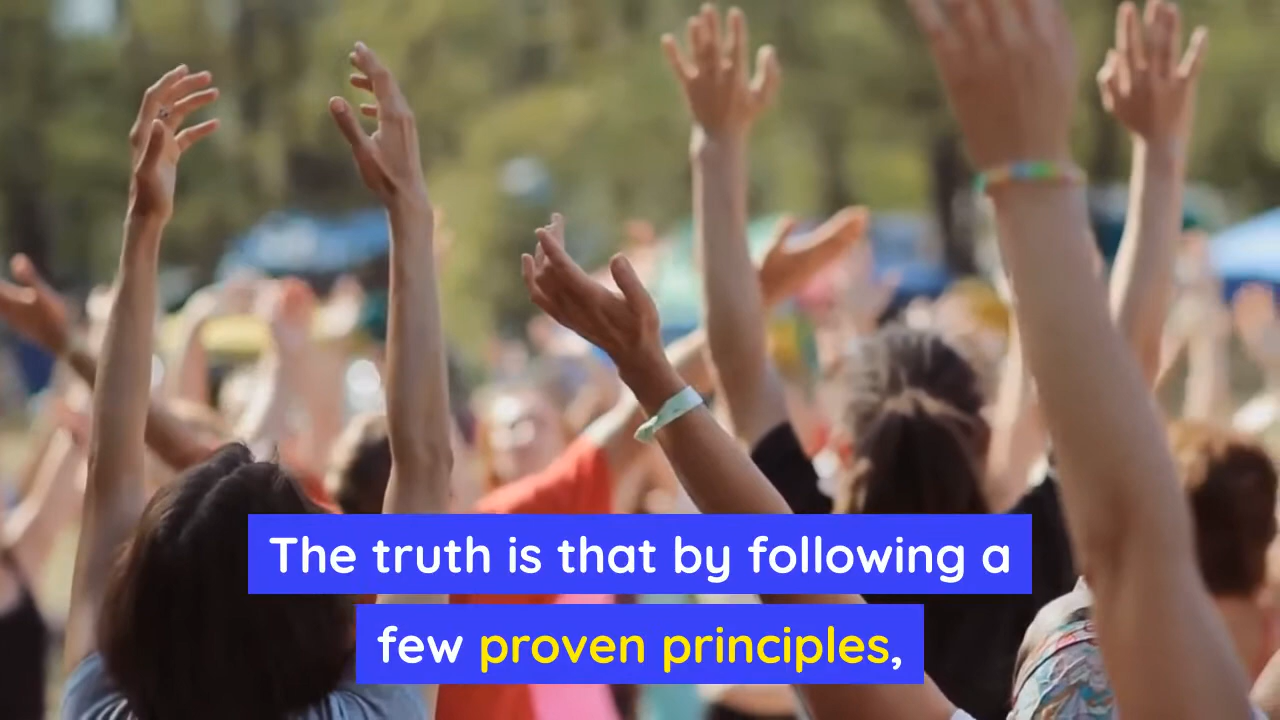 The truth is that by following a
few proven principles,